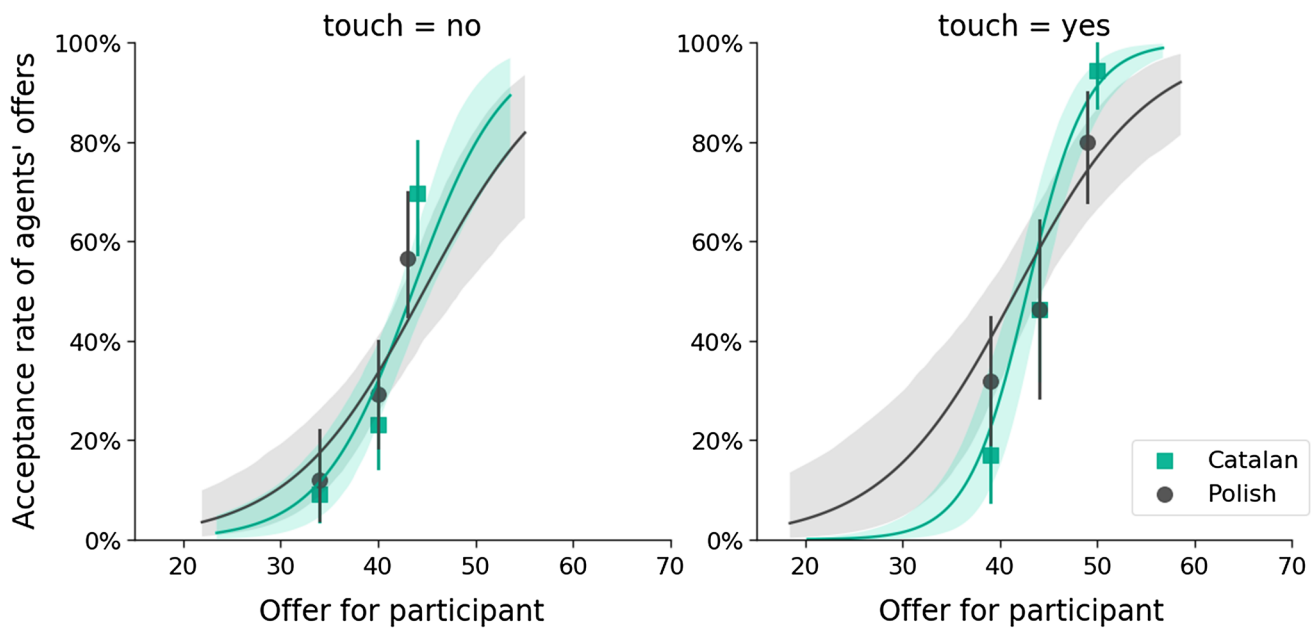 touch = no
touch = yes
Acceptance rate of agents' offers
100%
80%
60%
40%
20%
0%
20 30 40 50 60 70
Offer for participant
100%
80%
60%
40%
20%
0%
20 30 40 50 60 70
Offer for participant
Catalan
Polish